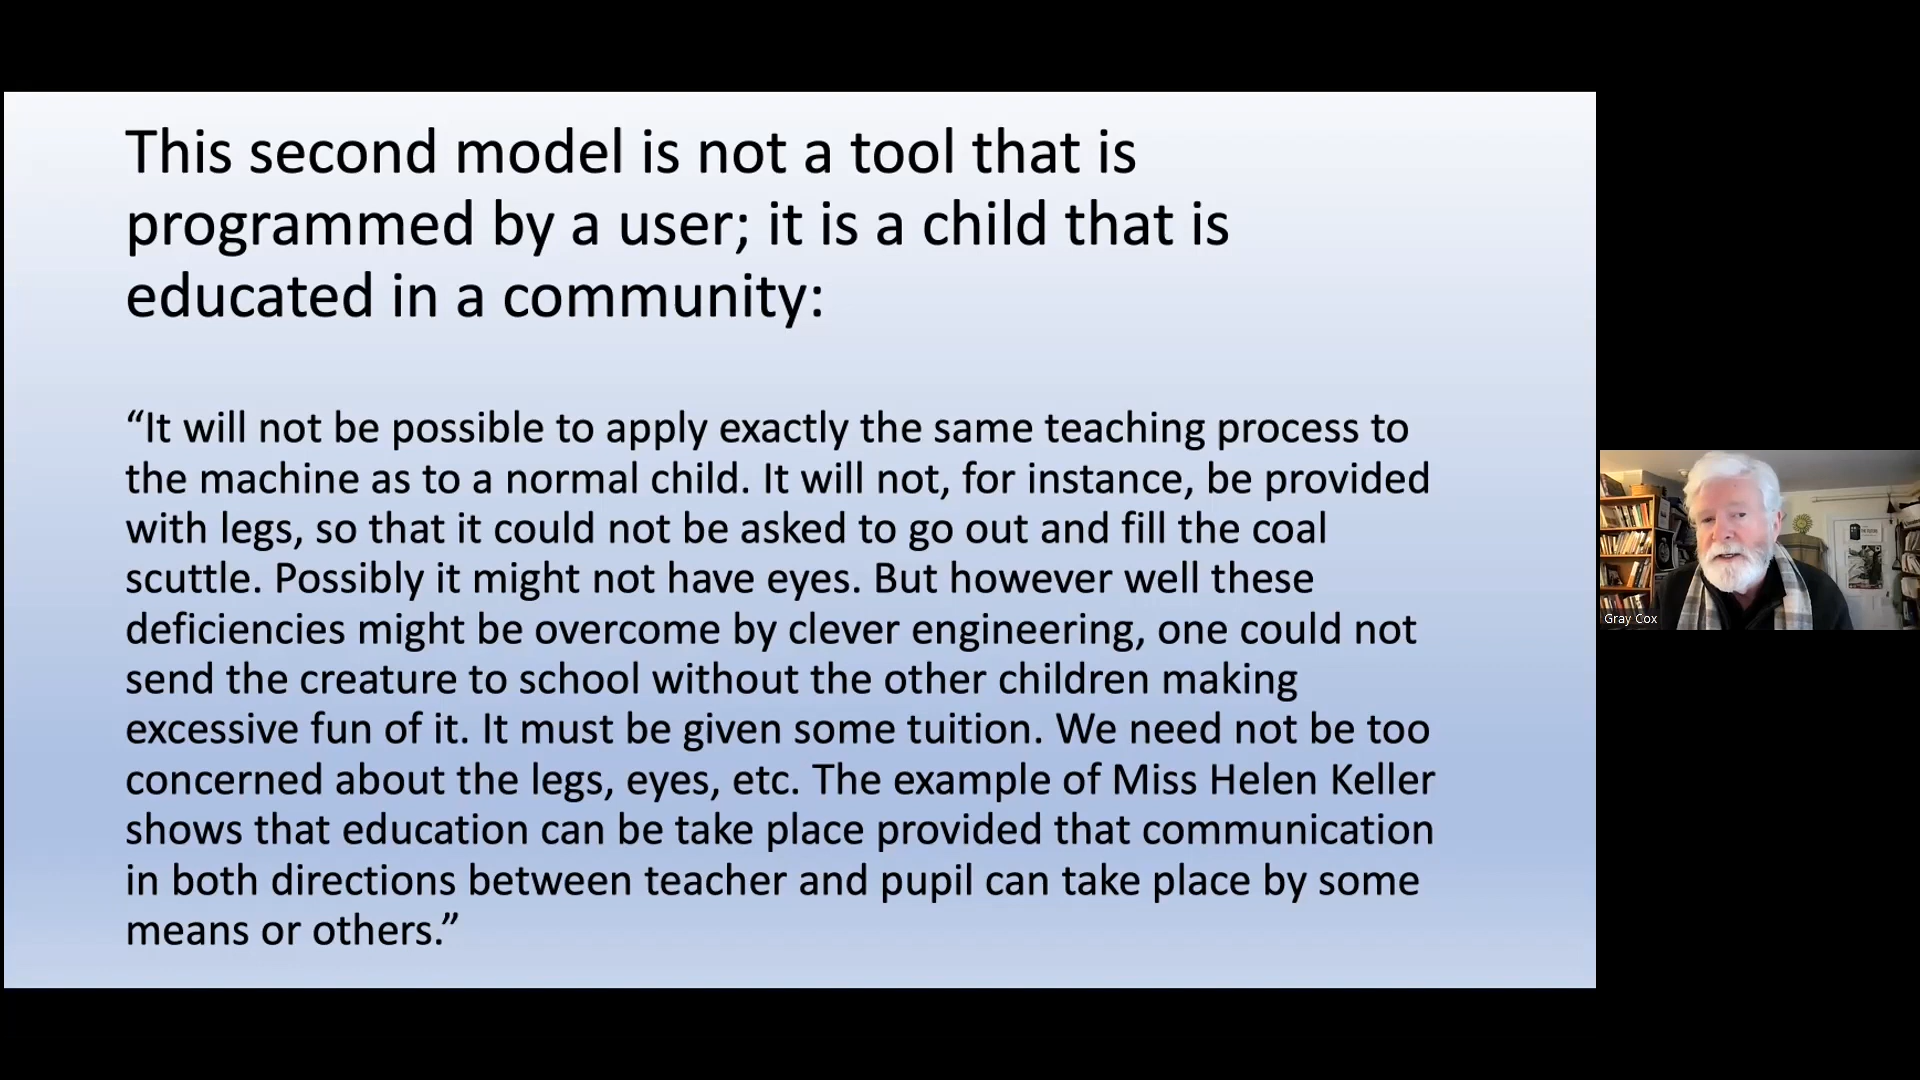 This second model is not a tool that is
programmed by a user; it is a child that is
educated in a community:
“It will not be possible to apply exactly the same teaching process to
the machine as to a normal child. It will not, for instance, be provided
with legs, so that it could not be asked to go out and fill the coal
scuttle. Possibly it might not have eyes. But however well these
deficiencies might be overcome by clever engineering, one could not
send the creature to school without the other children making
excessive fun of it. It must be given some tuition. We need not be too
concerned about the legs, eyes, etc. The example of Miss Helen Keller
shows that education can be take place provided that communication
in both directions between teacher and pupil can take place by some
means or others.”
Gray Cox